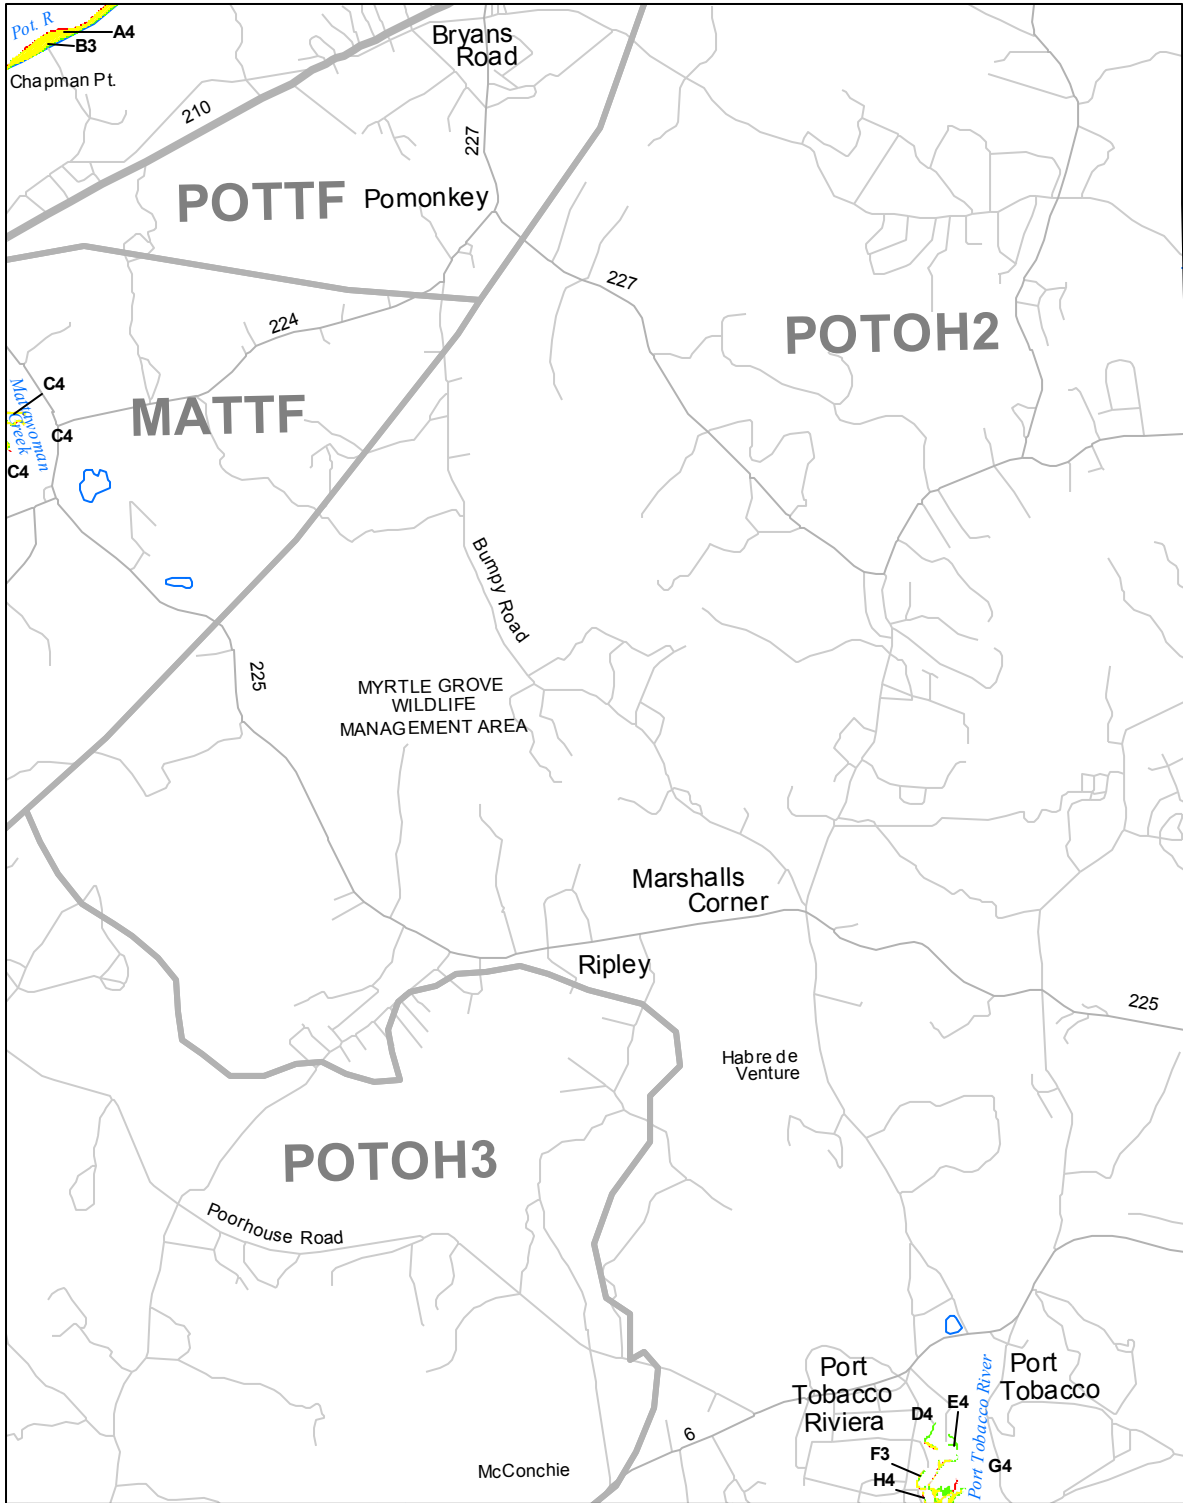 Pot. R
A4
B3
Chapman Pt.
Bryans
Road
210
227
POTTF
Pomonkey
227
POTOH2
224
C4
Mattawoman
Creek
MATTF
C4
C4
Bumpy Road
225
MYRTLE GROVE
WILDLIFE
MANAGEMENT AREA
Marshalls
Corner
Ripley
225
Habre de
Venture
POTOH3
Poorhouse Road
Port
Tobacco
Riviera
Port
Tobacco
Port Tobacco River
E4
D4
6
F3
G4
H4
McConchie